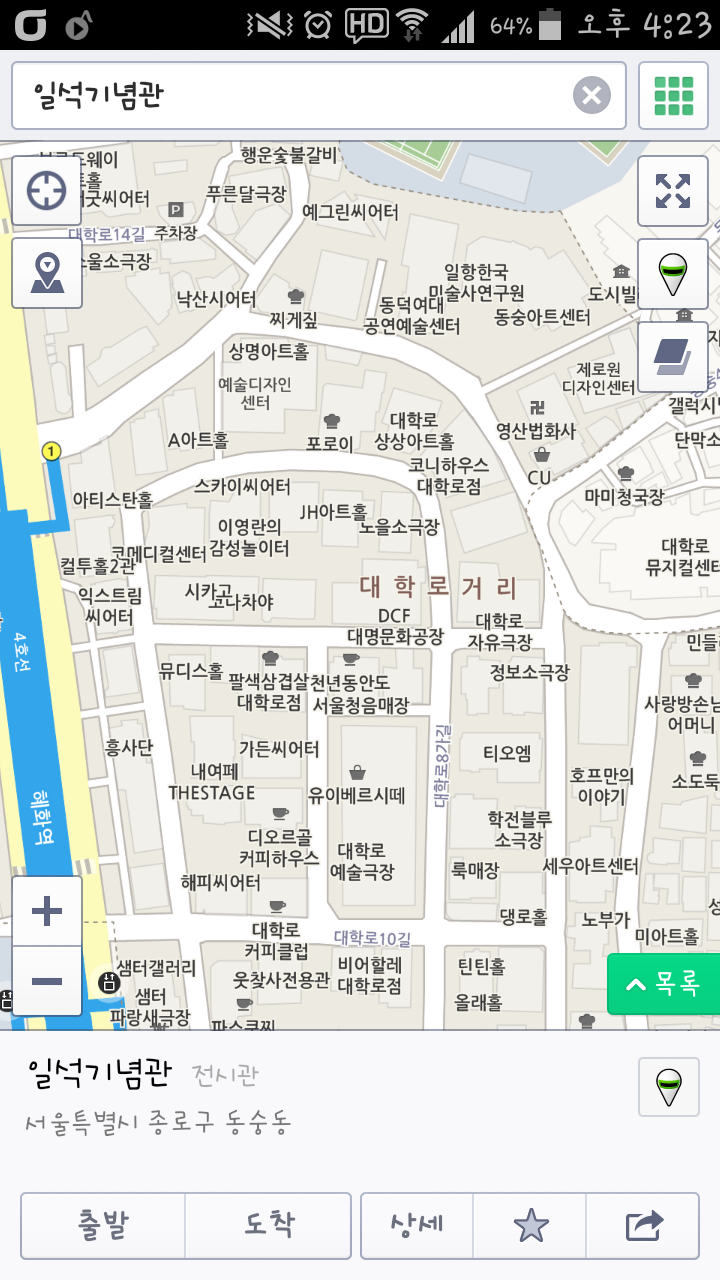 HD
64%
오후 4:23
일석기념관
행운숯불갈비
푸른달극장
예그린씨어터
P
대학로14길
주차장
낙산시어터
찌게짚
일항한국
미술사연구원
동덕여대
공연예술센터
동숭아트센터
도시빌
상명아트홀
예술디자인
센터
제로원
디자인센터
갤럭시
A아트홀
포로이
대학로
상상아트홀
영산법화사
단막소
1
스카이씨어터
코니하우스
대학로점
CU
마미청국장
아티스탄홀
JH아트홀
이영란의
감성놀이터
노을소극장
코메디컬센터
컬투홀2관
대학로
뮤지컬센터
익스트림
씨어터
시카고
코나차야
대학로거리
DCF
대명문화공장
대학로
자유극장
4호선
민들
뮤디스홀
팔색삼겹살
대학로점
천년동안도
서울청음매장
정보소극장
사랑방손님
어머니
흥사단
가든씨어터
대학로8가길
티오엠
내여페
THESTAGE
유이베르시떼
호프만의
이야기
소도둑
혜화역
디오르골
커피하우스
대학로
예술극장
학전블루
소극장
룩매장
세우아트센터
해피씨어터
댕로홀
노부가
대학로
커피클럽
대학로10길
미아트홀
샘터갤러리
웃찾사전용관
비어할레
대학로점
틴틴홀
샘터
파랑새극장
올래홀
목록
일석기념관 전시관
서울특별시 종로구 동숭동
출발
도착
상세